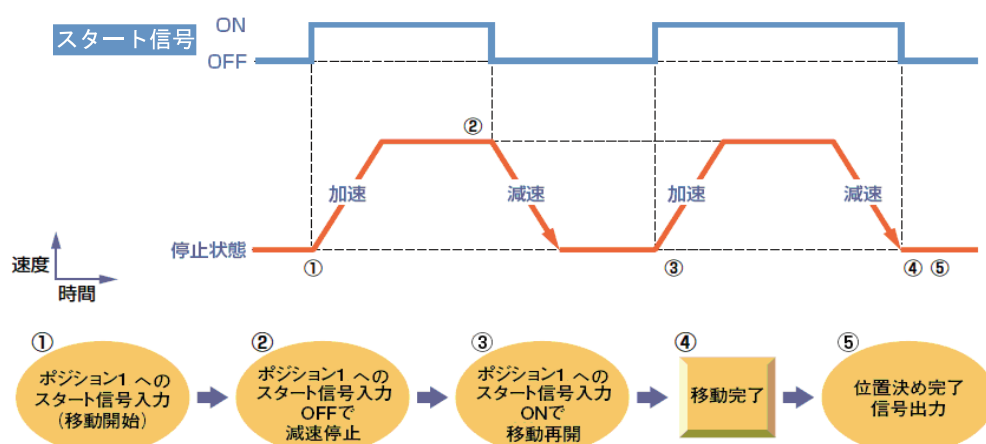 ON
スタート信号
OFF
②
加速
減速
加速
減速
停止状態
①
③
④ ⑤
速度
時間
①
ポジション1 への
スタート信号入力
(移動開始)
②
ポジション1 への
スタート信号入力
OFFで
減速停止
③
ポジション1 への
スタート信号入力
ONで
移動再開
④
移動完了
⑤
位置決め完了
信号出力